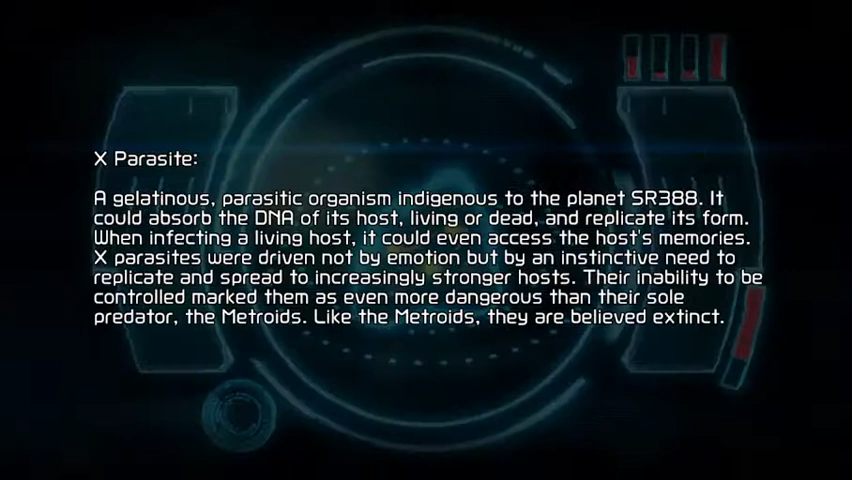 X Parasite:
A gelatinous, parasitic organism indigenous to the planet SR388. It
could absorb the DNA of its host, living or dead, and replicate its form.
When infecting a living host, it could even access the host's memories.
X parasites were driven not by emotion but by an instinctive need to
replicate and spread to increasingly stronger hosts. Their inability to be
controlled marked them as even more dangerous than their sole
predator, the Metroids. Like the Metroids, they are believed extinct.